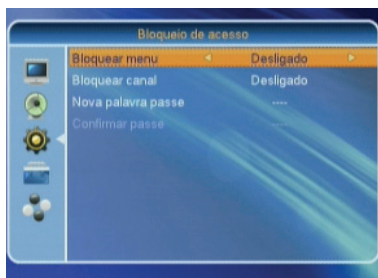 Bloqueio de acesso
Bloquear menu Desligado
Bloquear canal Desligado
Nova palavra passe ----
Confirmar passe ----